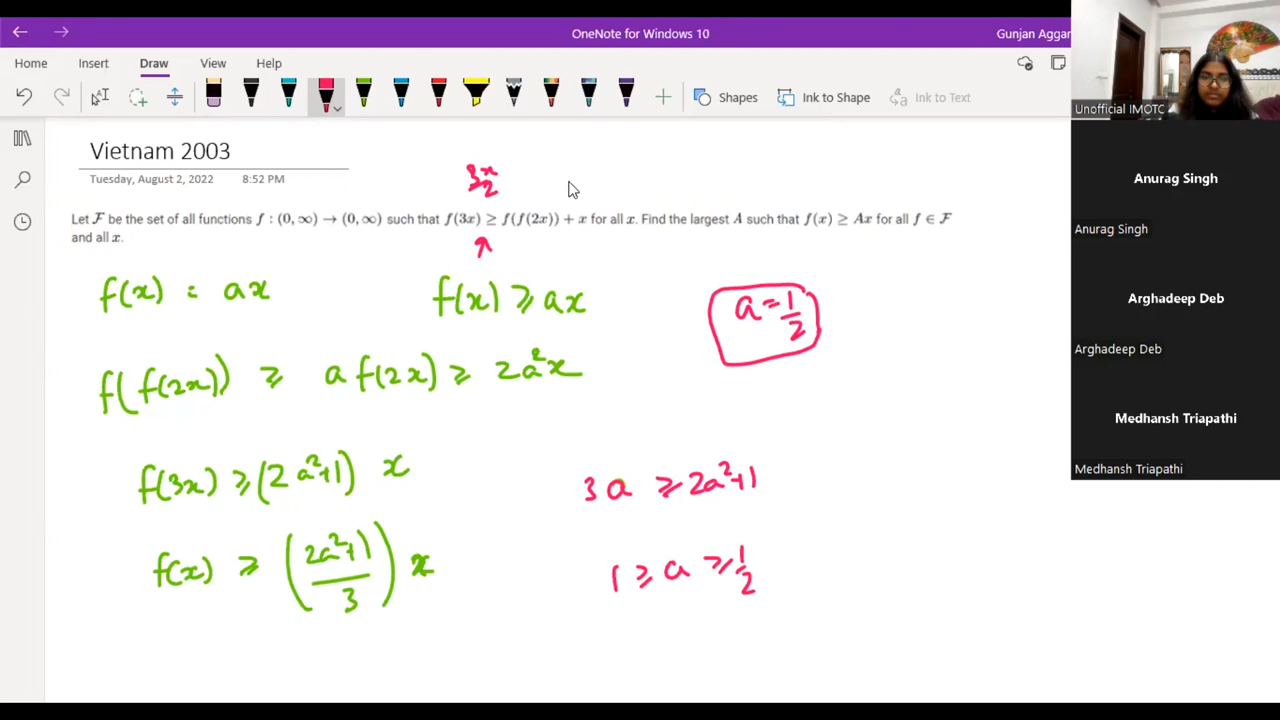 OneNote for Windows 10
Gunjan Aggar
Home Insert Draw View Help
Shapes Ink to Shape Ink to Text
Unofficial IMOTC
Vietnam 2003
Tuesday, August 2, 2022 8:52 PM
3x/2
Let ℱ be the set of all functions f : (0, ∞) → (0, ∞) such that f(3x) ≥ f(f(2x)) + x for all x. Find the largest A such that f(x) ≥ Ax for all f ∈ ℱ
and all x.
f(x) = ax f(x) ≥ ax a = 1/2
f(f(2x)) ≥ a f(2x) ≥ 2a²x
f(3x) ≥ (2a²+1) x 3a ≥ 2a²+1
f(x) ≥ ((2a²+1)/3) x 1 ≥ a ≥ 1/2
Anurag Singh
Anurag Singh
Arghadeep Deb
Arghadeep Deb
Medhansh Triapathi
Medhansh Triapathi